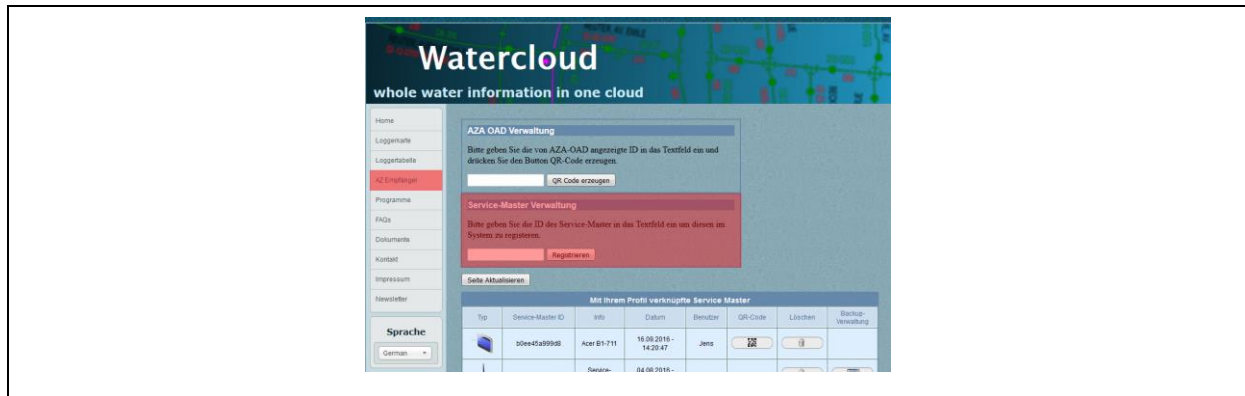 Watercloud
whole water information in one cloud
Home
Loggerkarte
Loggertabelle
AZ Empfänger
Programme
FAQs
Dokumente
Kontakt
Impressum
Newsletter
Sprache
German
AZA OAD Verwaltung
Bitte geben Sie die von AZA-OAD angezeigte ID in das Textfeld ein und
drücken Sie den Button QR-Code erzeugen.
QR Code erzeugen
Service-Master Verwaltung
Bitte geben Sie die ID des Service-Master in das Textfeld ein um diesen im
System zu registeren.
Registrieren
Seite Aktualisieren
Mit Ihrem Profil verknüpfte Service Master
Typ Service-Master ID Info Datum Benutzer QR-Code Löschen Backup-
Verwaltung
b0ee45a999d8 Acer B1-711 16.09.2016 -
14:20:47 Jens
Service- 04.08.2016 -